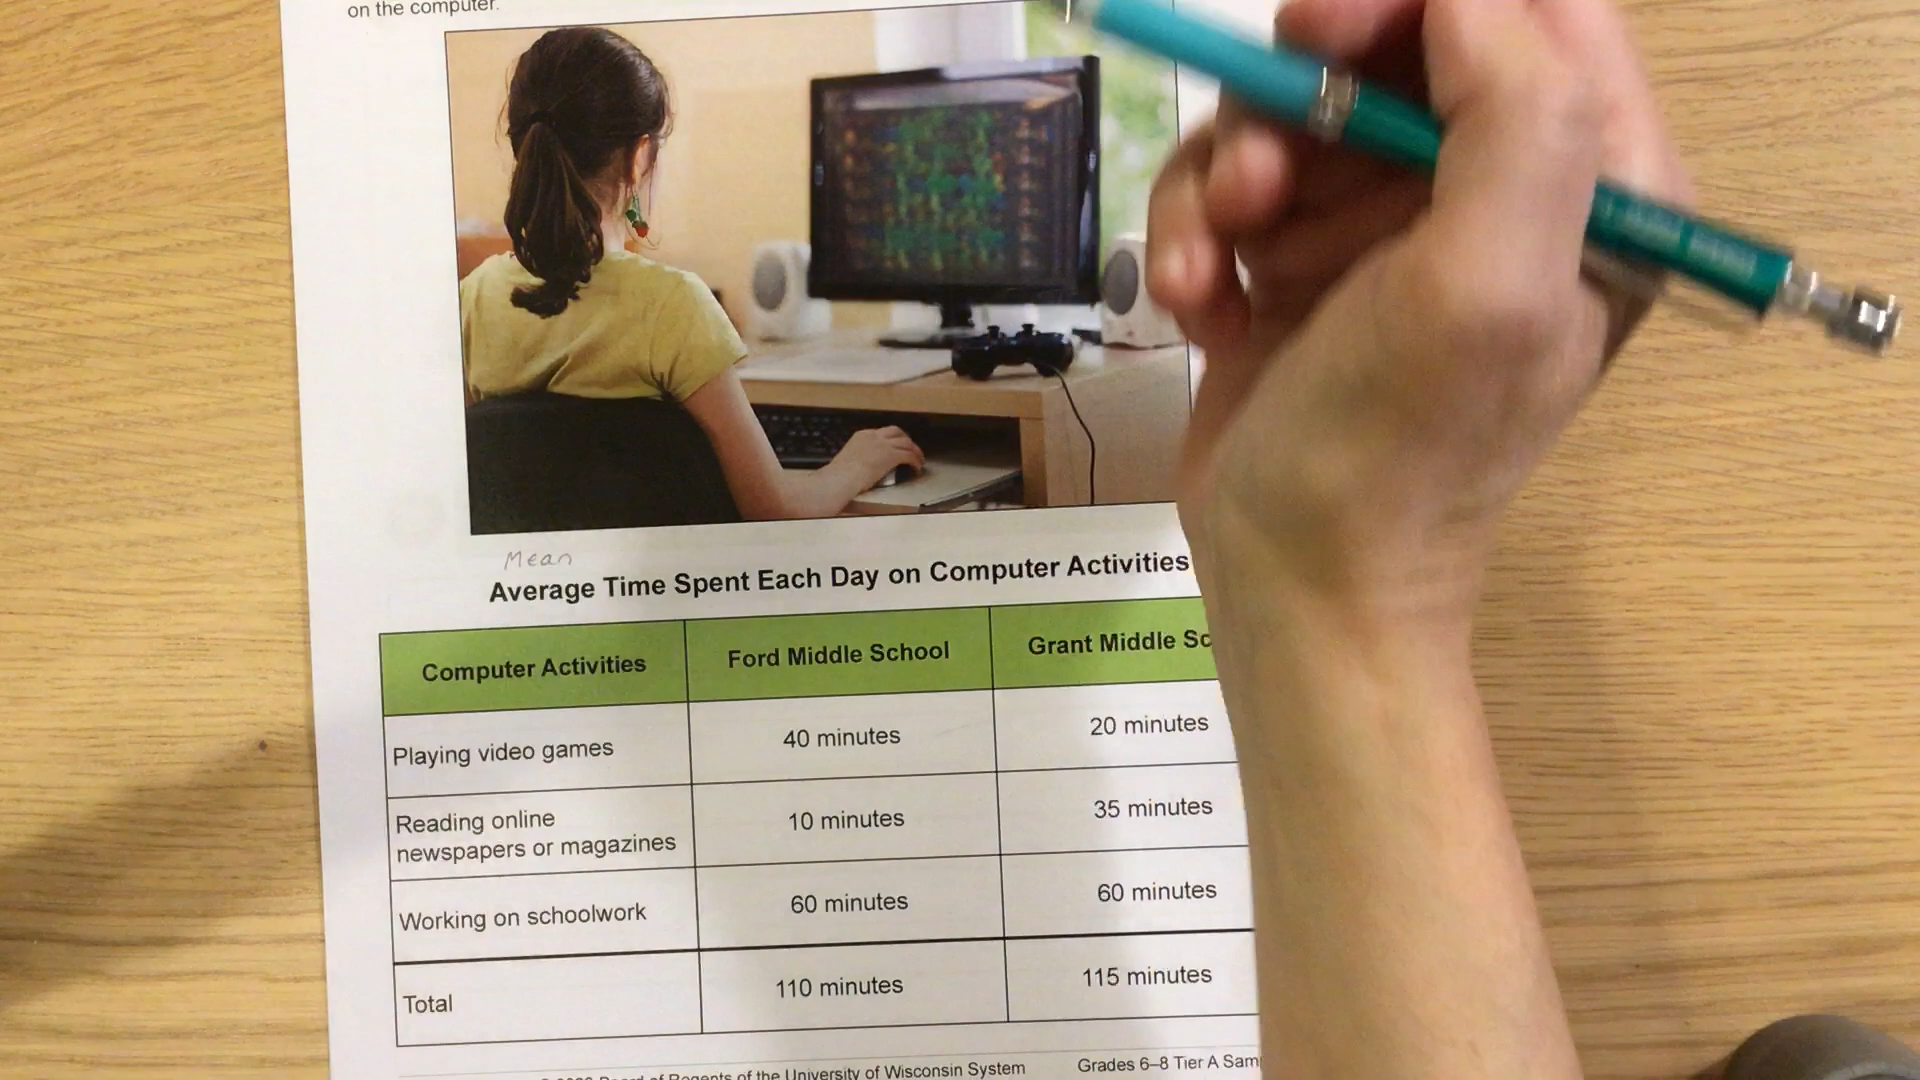 on the computer.
Mean
Average Time Spent Each Day on Computer Activities
Computer Activities
Ford Middle School
Grant Middle Sc
Playing video games
40 minutes
20 minutes
Reading online
newspapers or magazines
10 minutes
35 minutes
Working on schoolwork
60 minutes
60 minutes
Total
110 minutes
115 minutes
of Regents of the University of Wisconsin System
Grades 6–8 Tier A Sam